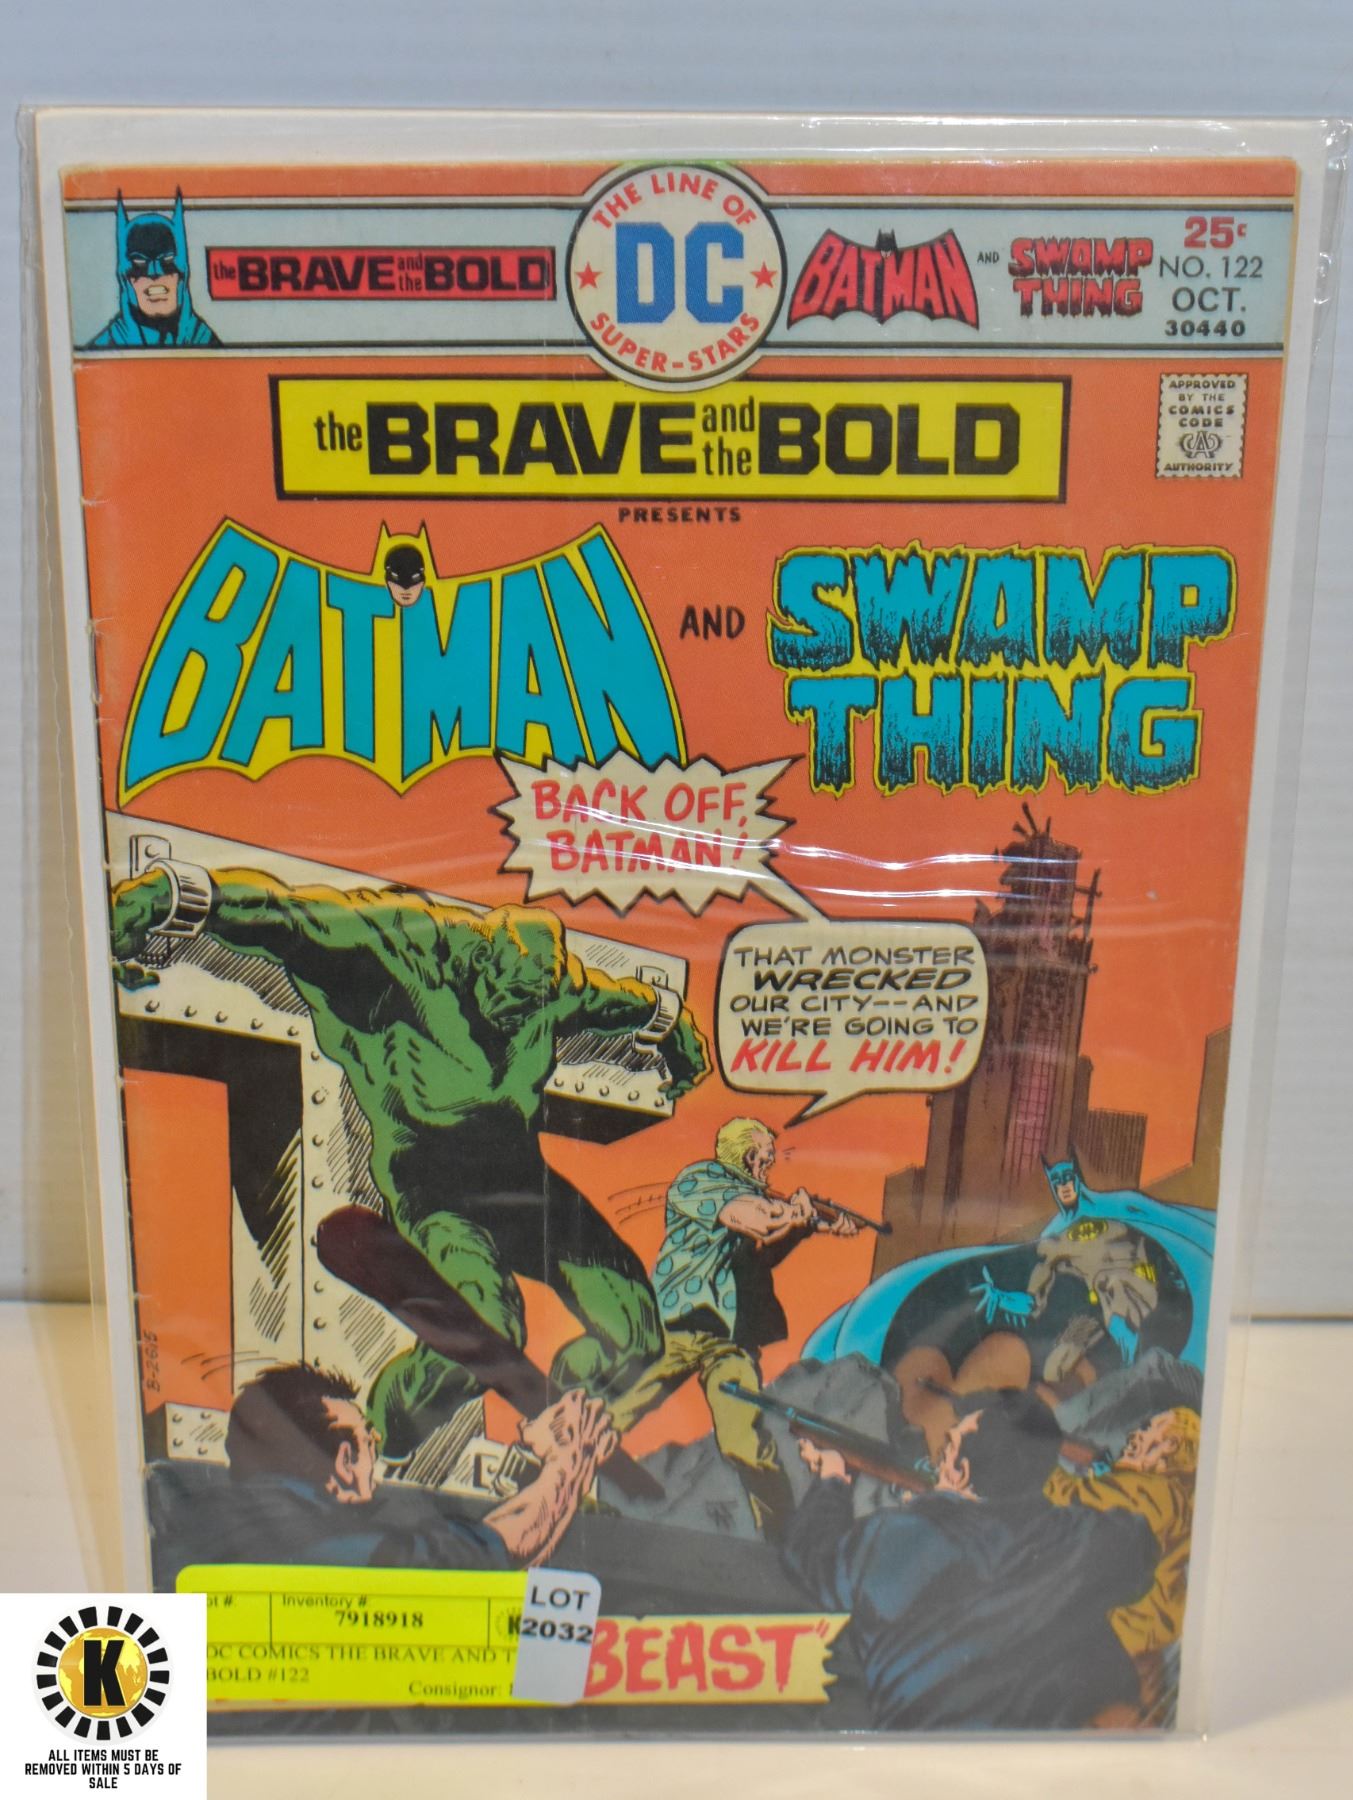 THE LINE OF
DC
SUPER-STARS
the BRAVE and the BOLD
BATMAN AND SWAMP THING
25¢
NO. 122
OCT.
30440
APPROVED
BY THE
COMICS
CODE
AUTHORITY
the BRAVE and the BOLD
PRESENTS
BATMAN AND SWAMP THING
BACK OFF,
BATMAN!
THAT MONSTER
WRECKED
OUR CITY--AND
WE'RE GOING TO
KILL HIM!
B-2615
Inventory #:
7918918
LOT
K2032
DC COMICS THE BRAVE AND
BOLD #122
Consignor:
BEAST"
K
ALL ITEMS MUST BE
REMOVED WITHIN 5 DAYS OF
SALE